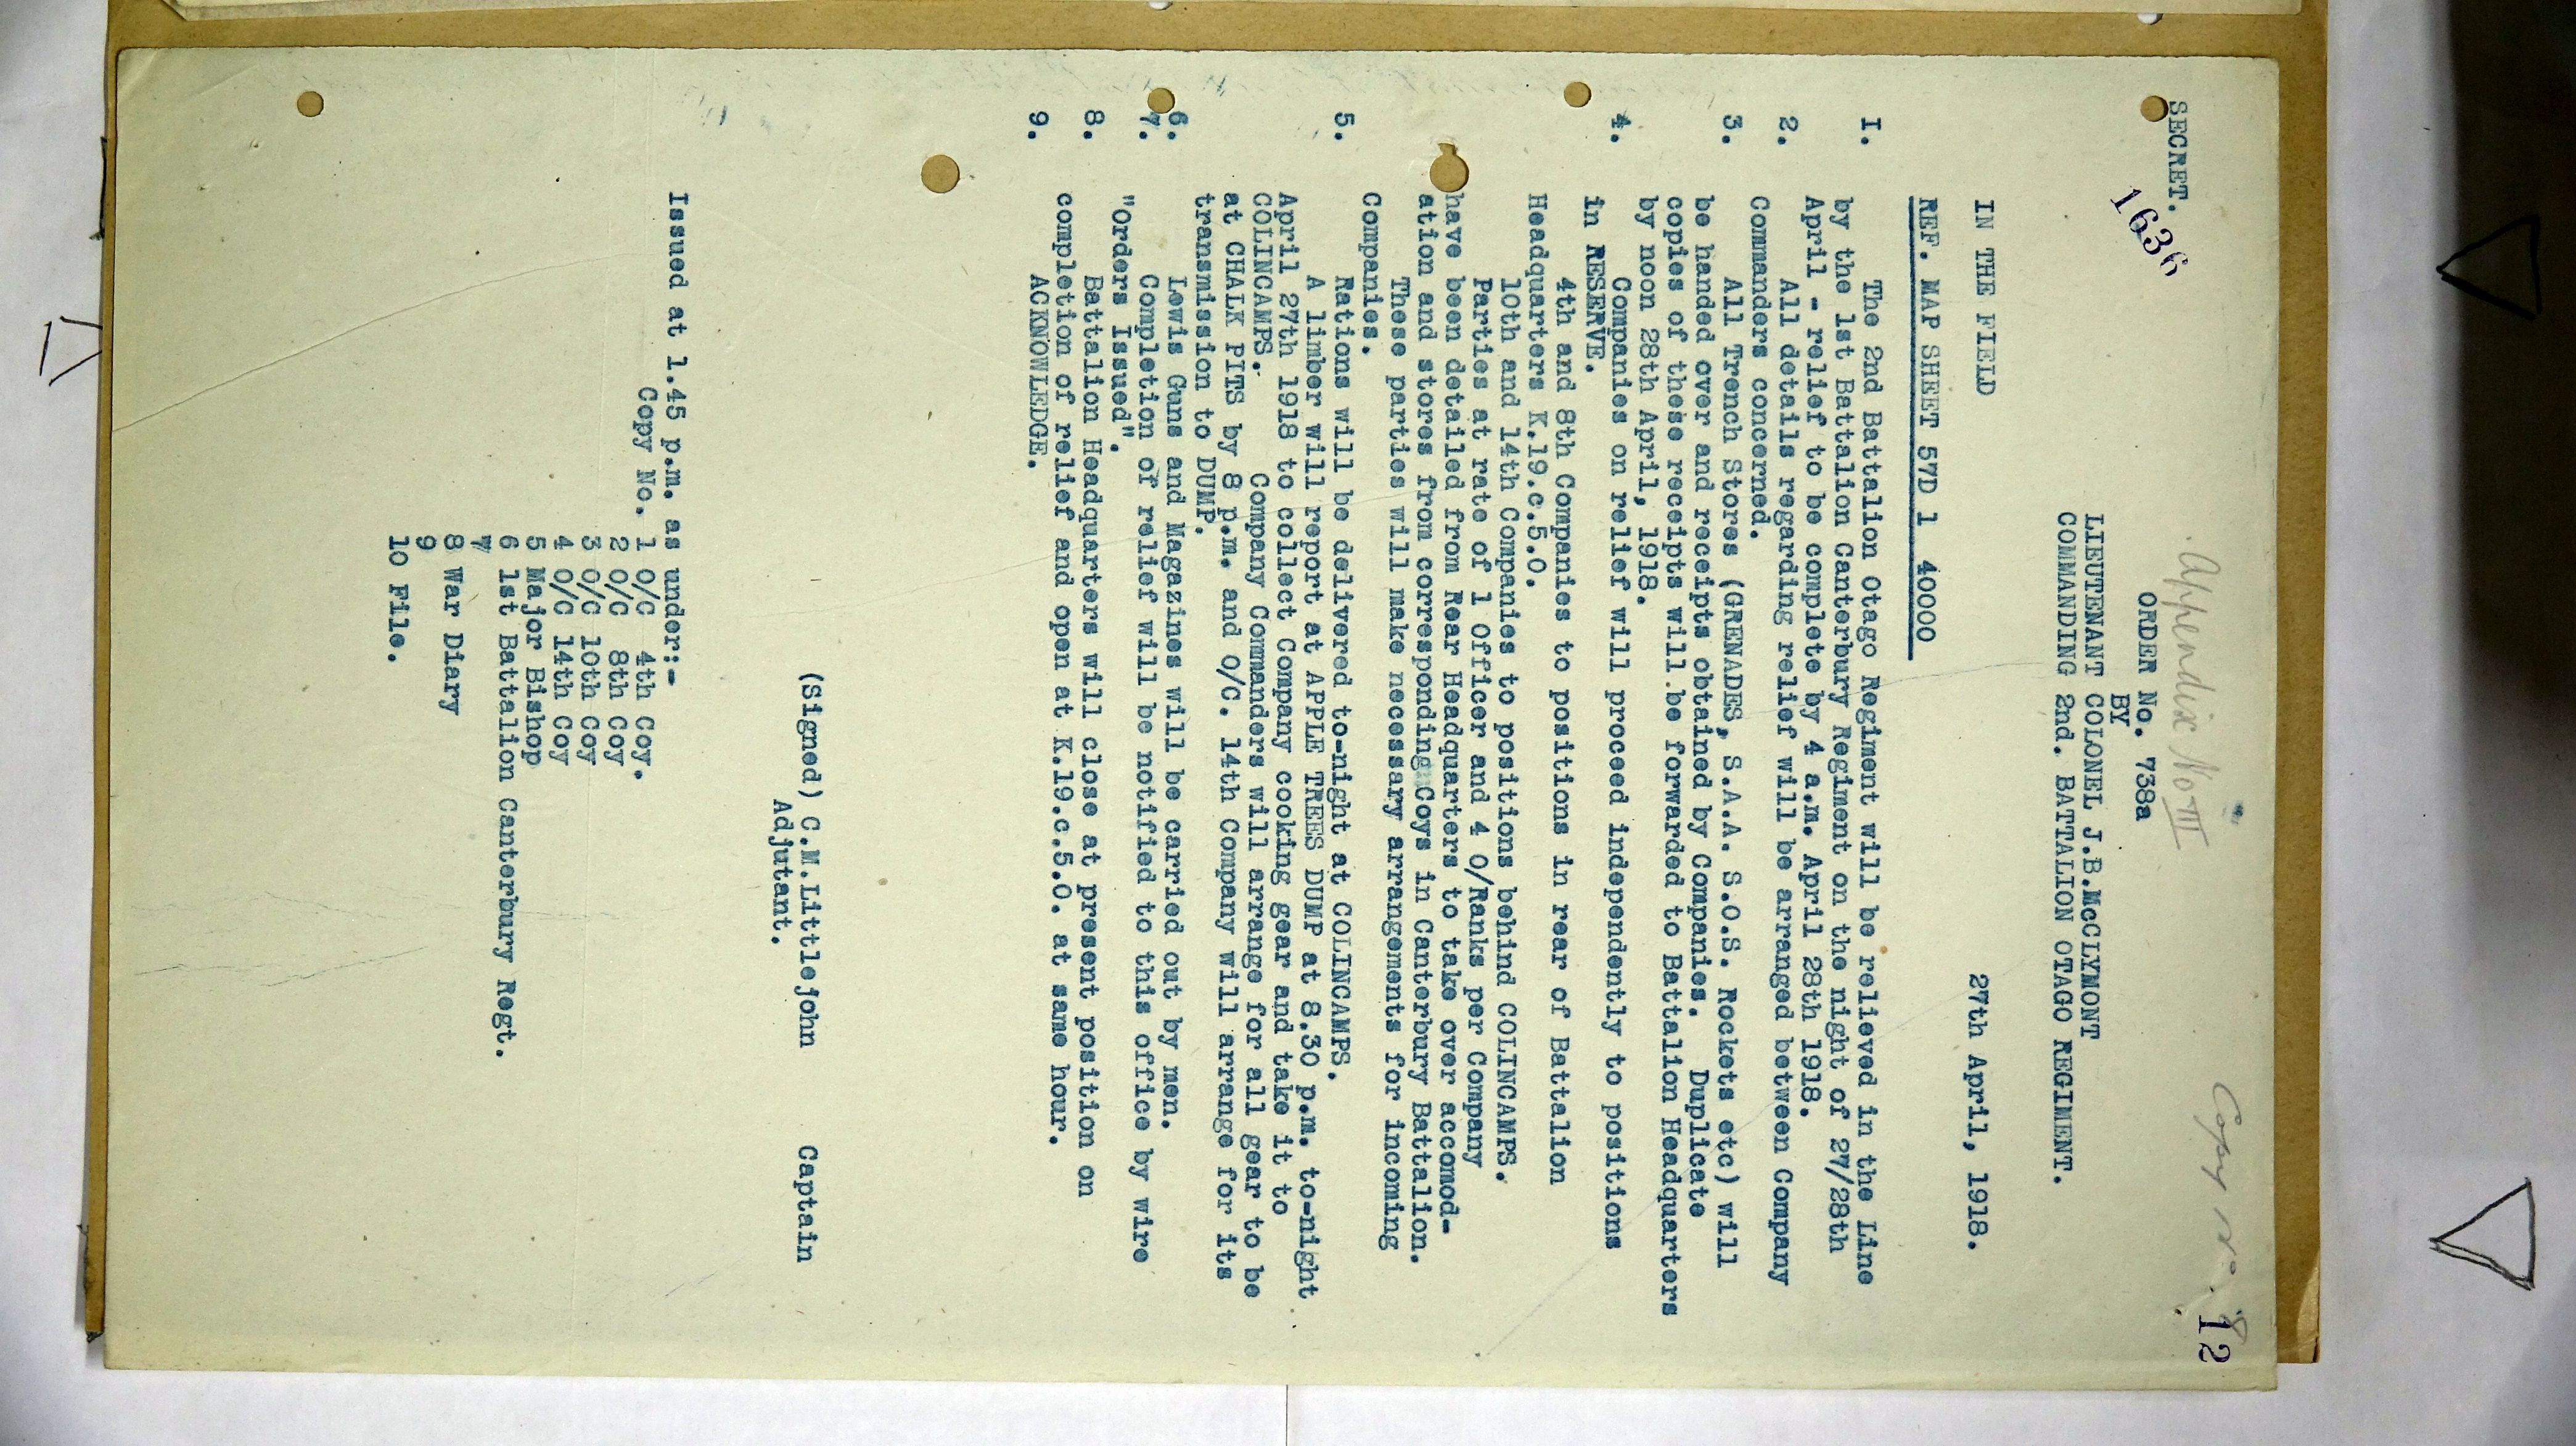 Appendix No III
Copy No. 8
12
SECRET.
1636
ORDER No. 738a
BY
LIEUTENANT COLONEL J.B.McCLYMONT
COMMANDING 2nd. BATTALION OTAGO REGIMENT.
IN THE FIELD 27th April, 1918.
REF. MAP SHEET 57D 1 40000
I. The 2nd Battalion Otago Regiment will be relieved in the Line
by the 1st Battalion Canterbury Regiment on the night of 27/28th
April - relief to be complete by 4 a.m. April 28th 1918.
2. All details regarding relief will be arranged between Company
Commanders concerned.
3. All Trench Stores (GRENADES, S.A.A. S.O.S. Rockets etc) will
be handed over and receipts obtained by Companies. Duplicate
copies of these receipts will be forwarded to Battalion Headquarters
by noon 28th April, 1918.
4. Companies on relief will proceed independently to positions
in RESERVE.
4th and 8th Companies to positions in rear of Battalion
Headquarters K.19.c.5.0.
10th and 14th Companies to positions behind COLINCAMPS.
Parties at rate of 1 Officer and 4 O/Ranks per Company
have been detailed from Rear Headquarters to take over accomod-
ation and stores from corresponding Coys in Canterbury Battalion.
These parties will make necessary arrangements for incoming
Companies.
5. Rations will be delivered to-night at COLINCAMPS.
A limber will report at APPLE TREES DUMP at 8.30 p.m. to-night
April 27th 1918 to collect Company cooking gear and take it to
COLINCAMPS. Company Commanders will arrange for all gear to be
at CHALK PITS by 8 p.m. and O/C. 14th Company will arrange for its
transmission to DUMP.
6. Lewis Guns and Magazines will be carried out by men.
7. Completion of relief will be notified to this office by wire
"Orders Issued".
8. Battalion Headquarters will close at present position on
completion of relief and open at K.19.c.5.0. at same hour.
9. ACKNOWLEDGE.
(Signed) C.M.Littlejohn Captain
Adjutant.
Issued at 1.45 p.m. as under:-
Copy No. 1 O/C 4th Coy.
2 O/C 8th Coy
3 O/C 10th Coy
4 O/C 14th Coy
5 Major Bishop
6 1st Battalion Canterbury Regt.
7
8 War Diary
9
10 File.